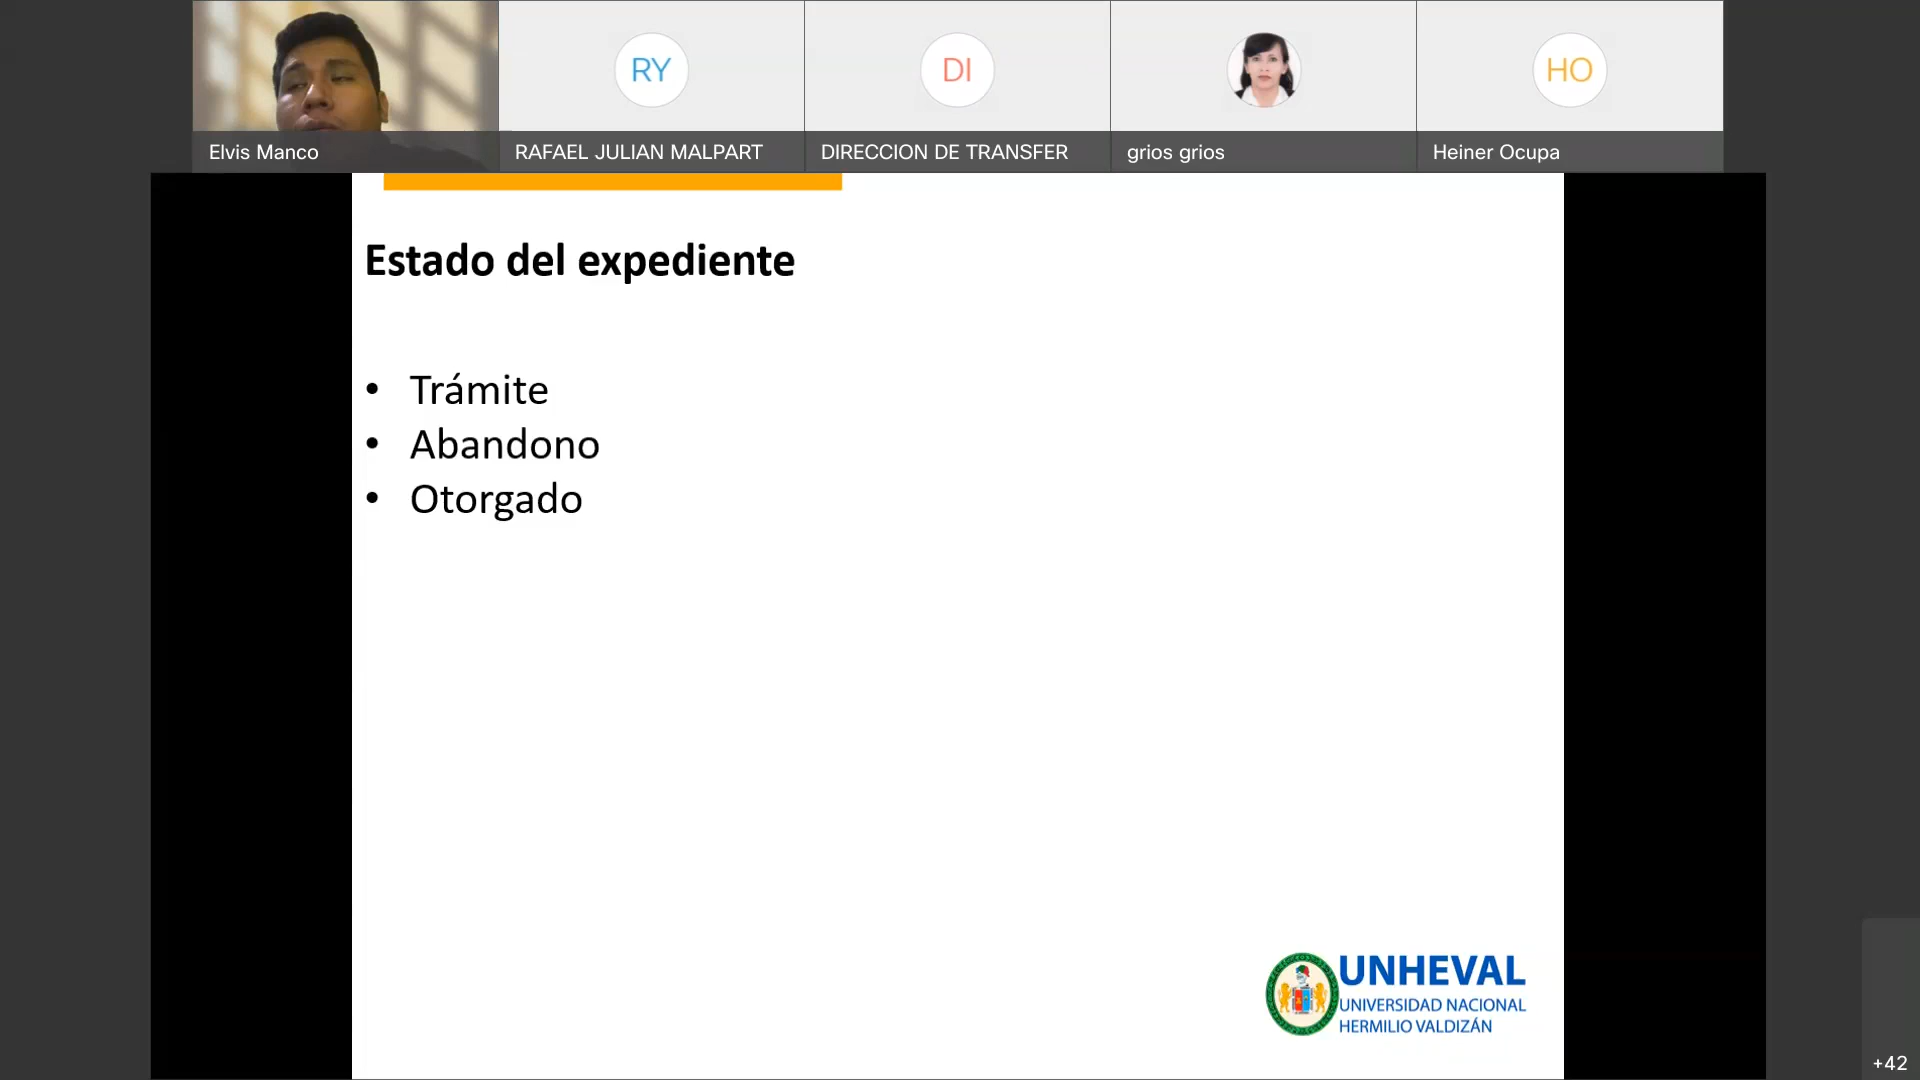 RY
DI
HO
Elvis Manco
RAFAEL JULIAN MALPART
DIRECCION DE TRANSFER
grios grios
Heiner Ocupa
Estado del expediente
• Trámite
• Abandono
• Otorgado
UNHEVAL
UNIVERSIDAD NACIONAL
HERMILIO VALDIZÁN
+42